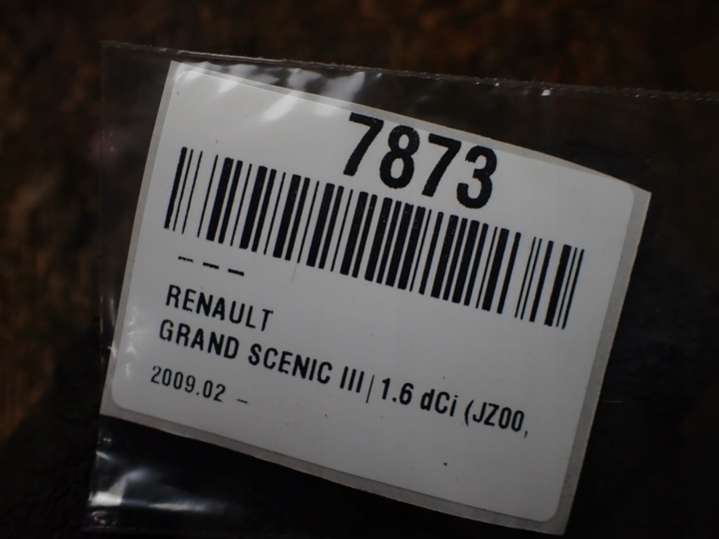 7873
– – –
RENAULT
GRAND SCENIC III | 1.6 dCi (JZ00,
2009.02 –